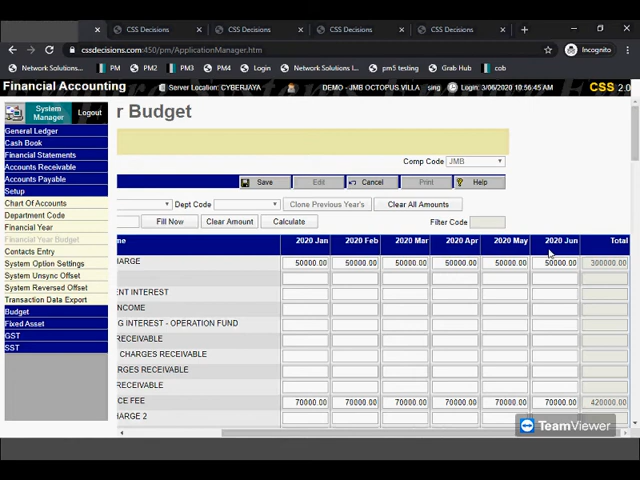 CSS Decisions
CSS Decisions
CSS Decisions
CSS Decisions
cssdecisions.com:450/pm/ApplicationManager.htm
Incognito
Network Solutions
PM
PM2
PM3
PM4
Login
Network Solutions I...
pm5 testing
Grab Hub
cob
Financial Accounting
Server Location: CYBERJAYA
DEMO - JMB OCTOPUS VILLA
sing
Login: 3/06/2020 10:56:45 AM
CSS 2.0
System Manager
Logout
General Ledger
Cash Book
Financial Statements
Accounts Receivable
Accounts Payable
Setup
Chart Of Accounts
Department Code
Financial Year
Financial Year Budget
Contacts Entry
System Option Settings
System Unsync Offset
System Reversed Offset
Transaction Data Export
Budget
Fixed Asset
GST
SST
r Budget
Comp Code JMB
Save Edit Cancel Print Help
Dept Code Clone Previous Year's Clear All Amounts
Fill Now Clear Amount Calculate Filter Code
me 2020 Jan 2020 Feb 2020 Mar 2020 Apr 2020 May 2020 Jun Total
HARGE 50000.00 50000.00 50000.00 50000.00 50000.00 50000.00 300000.00
ENT INTEREST
INCOME
NG INTEREST - OPERATION FUND
RECEIVABLE
CHARGES RECEIVABLE
RECEIVABLE
RECEIVABLE
CE FEE 70000.00 70000.00 70000.00 70000.00 70000.00 70000.00 420000.00
HARGE 2
TeamViewer